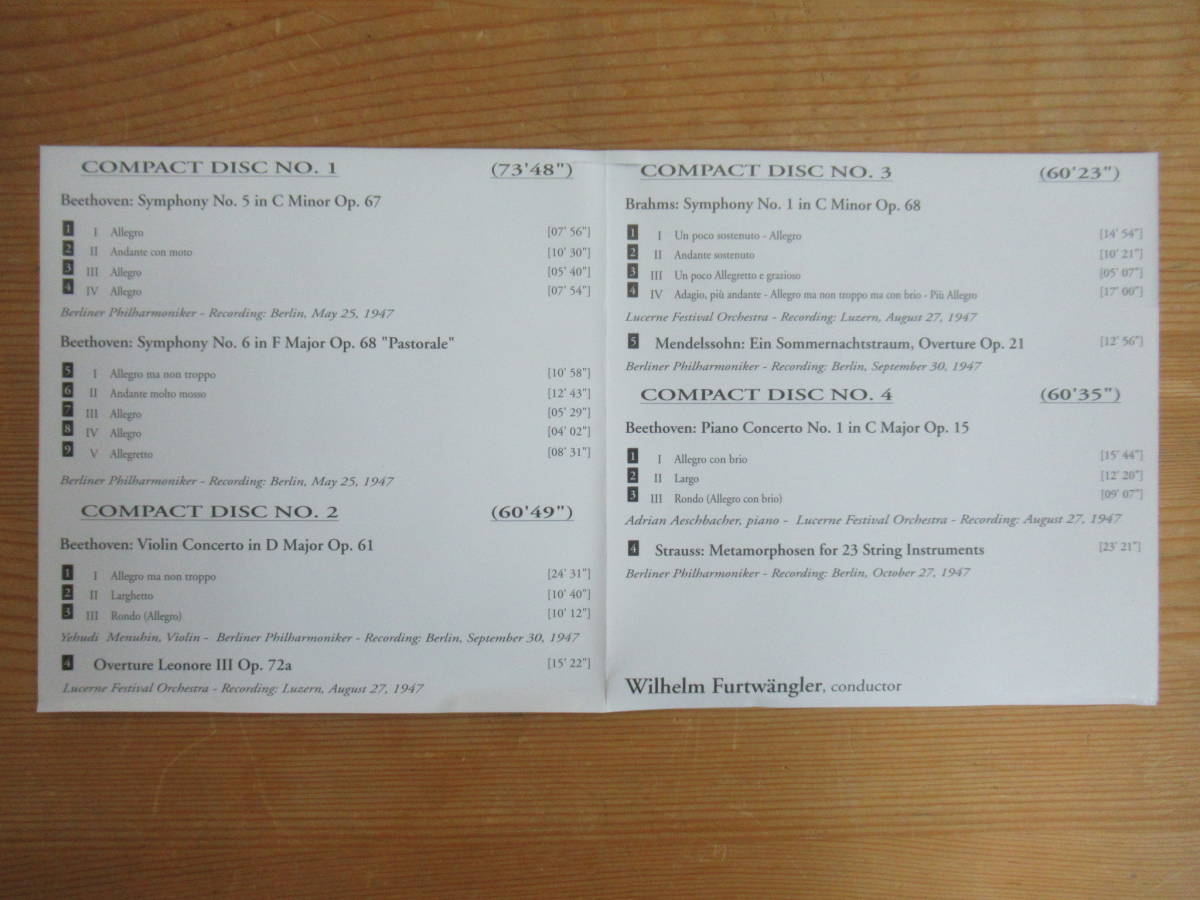 COMPACT DISC NO. 1 (73'48")
Beethoven: Symphony No. 5 in C Minor Op. 67
1 I Allegro [07' 56"]
2 II Andante con moto [10' 30"]
3 III Allegro [05' 40"]
4 IV Allegro [07' 54"]
Berliner Philharmoniker - Recording: Berlin, May 25, 1947
Beethoven: Symphony No. 6 in F Major Op. 68 "Pastorale"
5 I Allegro ma non troppo [10' 58"]
6 II Andante molto mosso [12' 43"]
7 III Allegro [05' 29"]
8 IV Allegro [04' 02"]
9 V Allegretto [08' 31"]
Berliner Philharmoniker - Recording: Berlin, May 25, 1947
COMPACT DISC NO. 2 (60'49")
Beethoven: Violin Concerto in D Major Op. 61
1 I Allegro ma non troppo [24' 31"]
2 II Larghetto [10' 40"]
3 III Rondo (Allegro) [10' 12"]
Yehudi Menuhin, Violin - Berliner Philharmoniker - Recording: Berlin, September 30, 1947
4 Overture Leonore III Op. 72a [15' 22"]
Lucerne Festival Orchestra - Recording: Luzern, August 27, 1947
COMPACT DISC NO. 3 (60'23")
Brahms: Symphony No. 1 in C Minor Op. 68
1 I Un poco sostenuto - Allegro [14' 54"]
2 II Andante sostenuto [10' 21"]
3 III Un poco Allegretto e grazioso [05' 07"]
4 IV Adagio, più andante - Allegro ma non troppo ma con brio - Più Allegro [17' 00"]
Lucerne Festival Orchestra - Recording: Luzern, August 27, 1947
5 Mendelssohn: Ein Sommernachtstraum, Overture Op. 21 [12' 56"]
Berliner Philharmoniker - Recording: Berlin, September 30, 1947
COMPACT DISC NO. 4 (60'35")
Beethoven: Piano Concerto No. 1 in C Major Op. 15
1 I Allegro con brio [15' 44"]
2 II Largo [12' 20"]
3 III Rondo (Allegro con brio) [09' 07"]
Adrian Aeschbacher, piano - Lucerne Festival Orchestra - Recording: August 27, 1947
4 Strauss: Metamorphosen for 23 String Instruments [23' 21"]
Berliner Philharmoniker - Recording: Berlin, October 27, 1947
Wilhelm Furtwängler, conductor